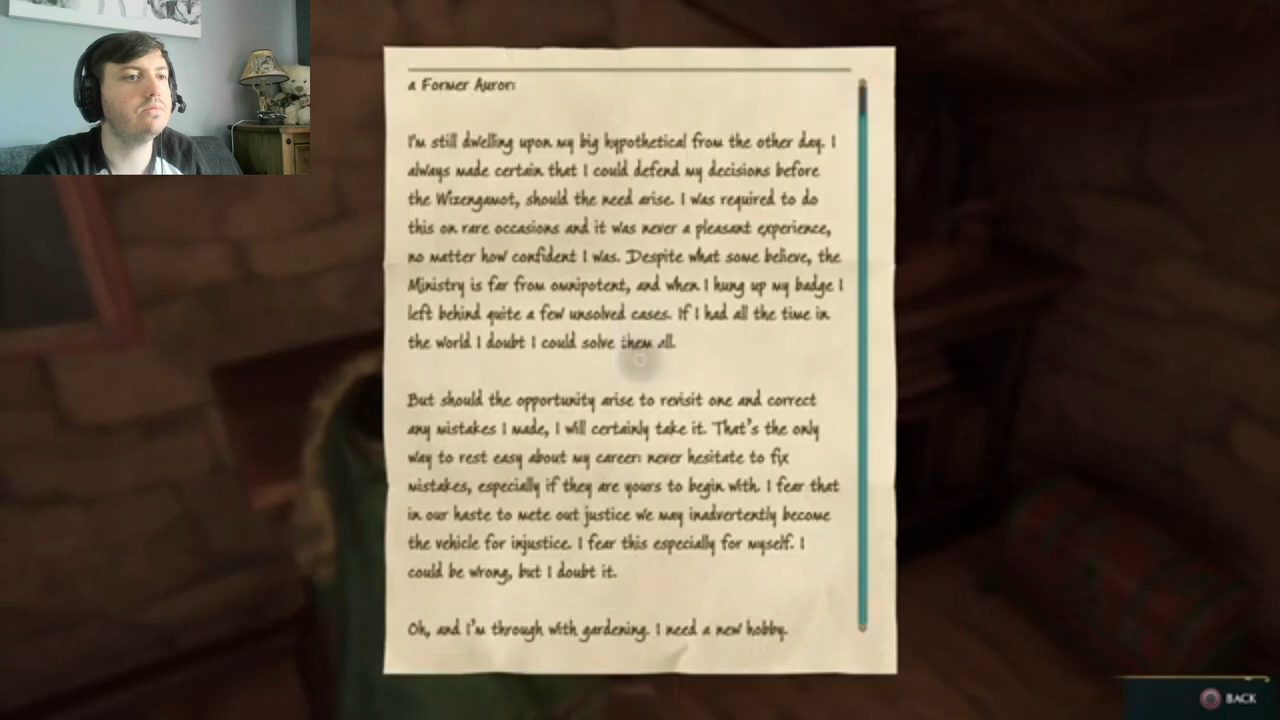 a Former Auror:
I'm still dwelling upon my big hypothetical from the other day. I
always made certain that I could defend my decisions before
the Wizengamot, should the need arise. I was required to do
this on rare occasions and it was never a pleasant experience,
no matter how confident I was. Despite what some believe, the
Ministry is far from omnipotent, and when I hung up my badge I
left behind quite a few unsolved cases. If I had all the time in
the world I doubt I could solve them all.
But should the opportunity arise to revisit one and correct
any mistakes I made, I will certainly take it. That's the only
way to rest easy about my career: never hesitate to fix
mistakes, especially if they are yours to begin with. I fear that
in our haste to mete out justice we may inadvertently become
the vehicle for injustice. I fear this especially for myself. I
could be wrong, but I doubt it.
Oh, and I'm through with gardening. I need a new hobby.
BACK